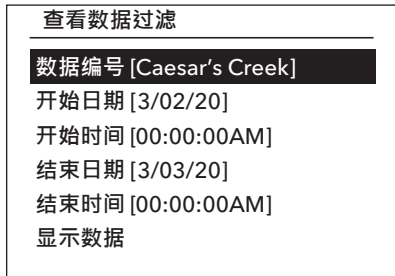 查看数据过滤
数据编号 [Caesar’s Creek]
开始日期 [3/02/20]
开始时间 [00:00:00AM]
结束日期 [3/03/20]
结束时间 [00:00:00AM]
显示数据